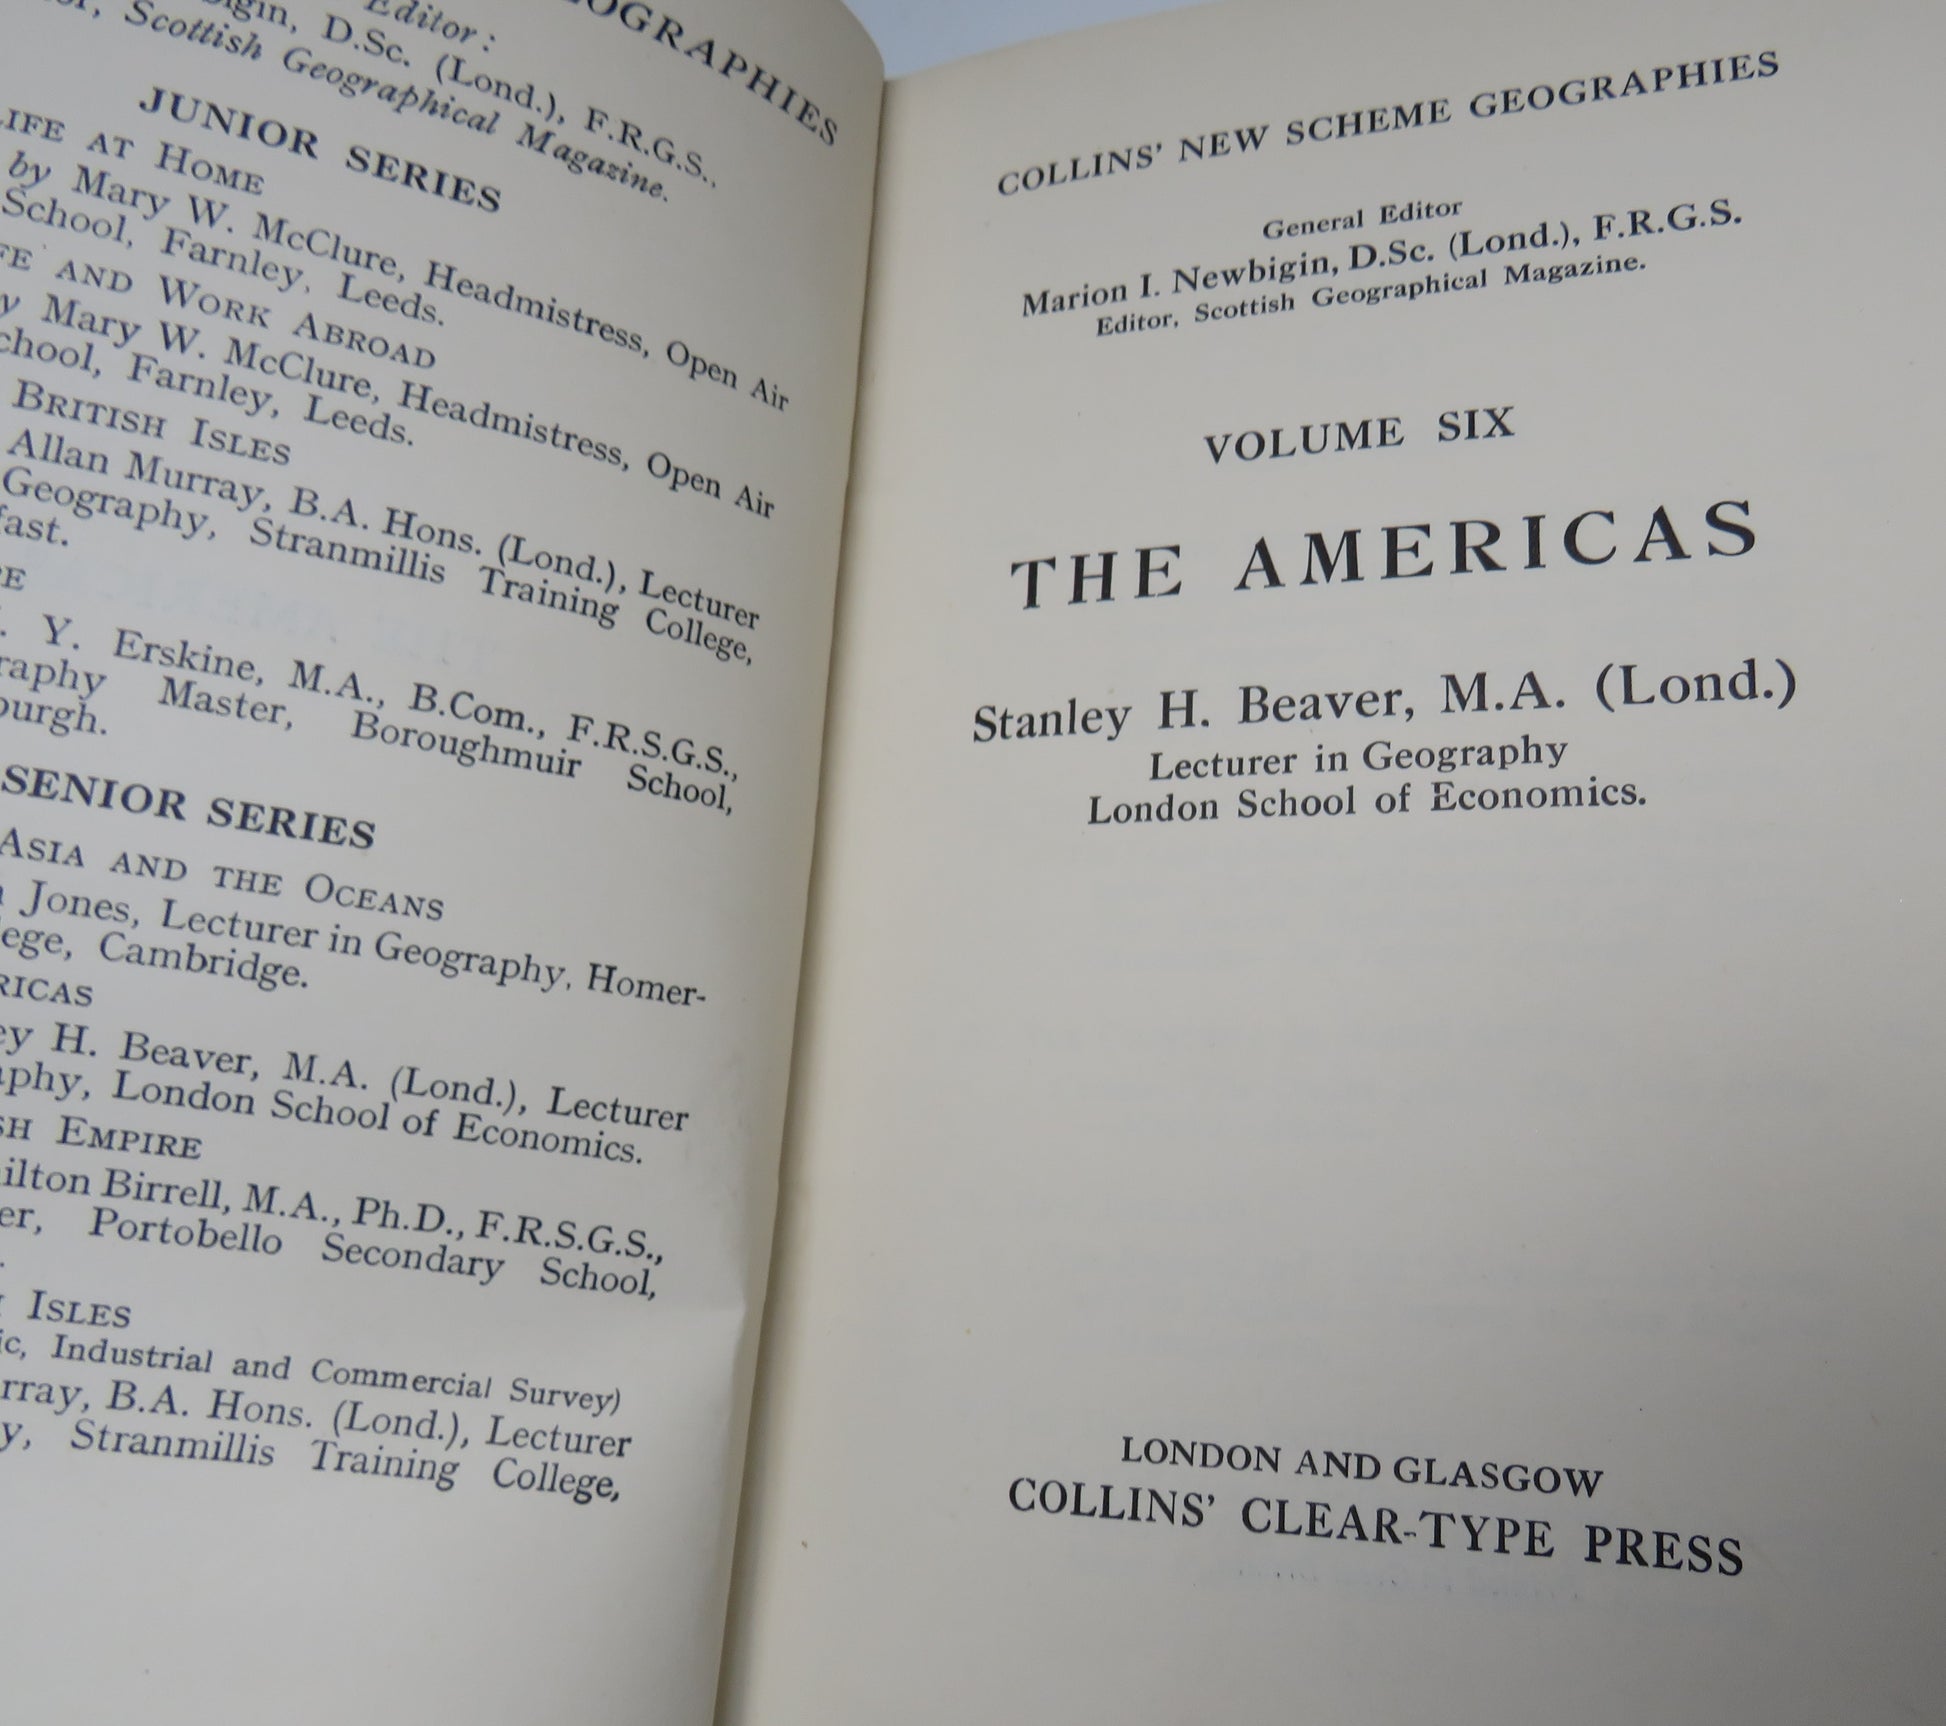 OGRAPHIES
Editor:
D.Sc. (Lond.), F.R.G.S.,
Scottish Geographical Magazine.
JUNIOR SERIES
LIFE AT HOME
by Mary W. McClure, Headmistress, Open Air
School, Farnley, Leeds.
FE AND WORK ABROAD
y Mary W. McClure, Headmistress, Open Air
chool, Farnley, Leeds.
BRITISH ISLES
Allan Murray, B.A. Hons. (Lond.), Lecturer
Geography, Stranmillis Training College,
fast.
PE
. Y. Erskine, M.A., B.Com., F.R.S.G.S.,
raphy Master, Boroughmuir School,
burgh.
SENIOR SERIES
ASIA AND THE OCEANS
Jones, Lecturer in Geography, Homer-
ege, Cambridge.
RICAS
ey H. Beaver, M.A. (Lond.), Lecturer
aphy, London School of Economics.
SH EMPIRE
ilton Birrell, M.A., Ph.D., F.R.S.G.S.,
er, Portobello Secondary School,
ISLES
ic, Industrial and Commercial Survey)
rray, B.A. Hons. (Lond.), Lecturer
y, Stranmillis Training College,
COLLINS' NEW SCHEME GEOGRAPHIES
General Editor
Marion I. Newbigin, D.Sc. (Lond.), F.R.G.S.
Editor, Scottish Geographical Magazine.
VOLUME SIX
THE AMERICAS
Stanley H. Beaver, M.A. (Lond.)
Lecturer in Geography
London School of Economics.
LONDON AND GLASGOW
COLLINS' CLEAR-TYPE PRESS